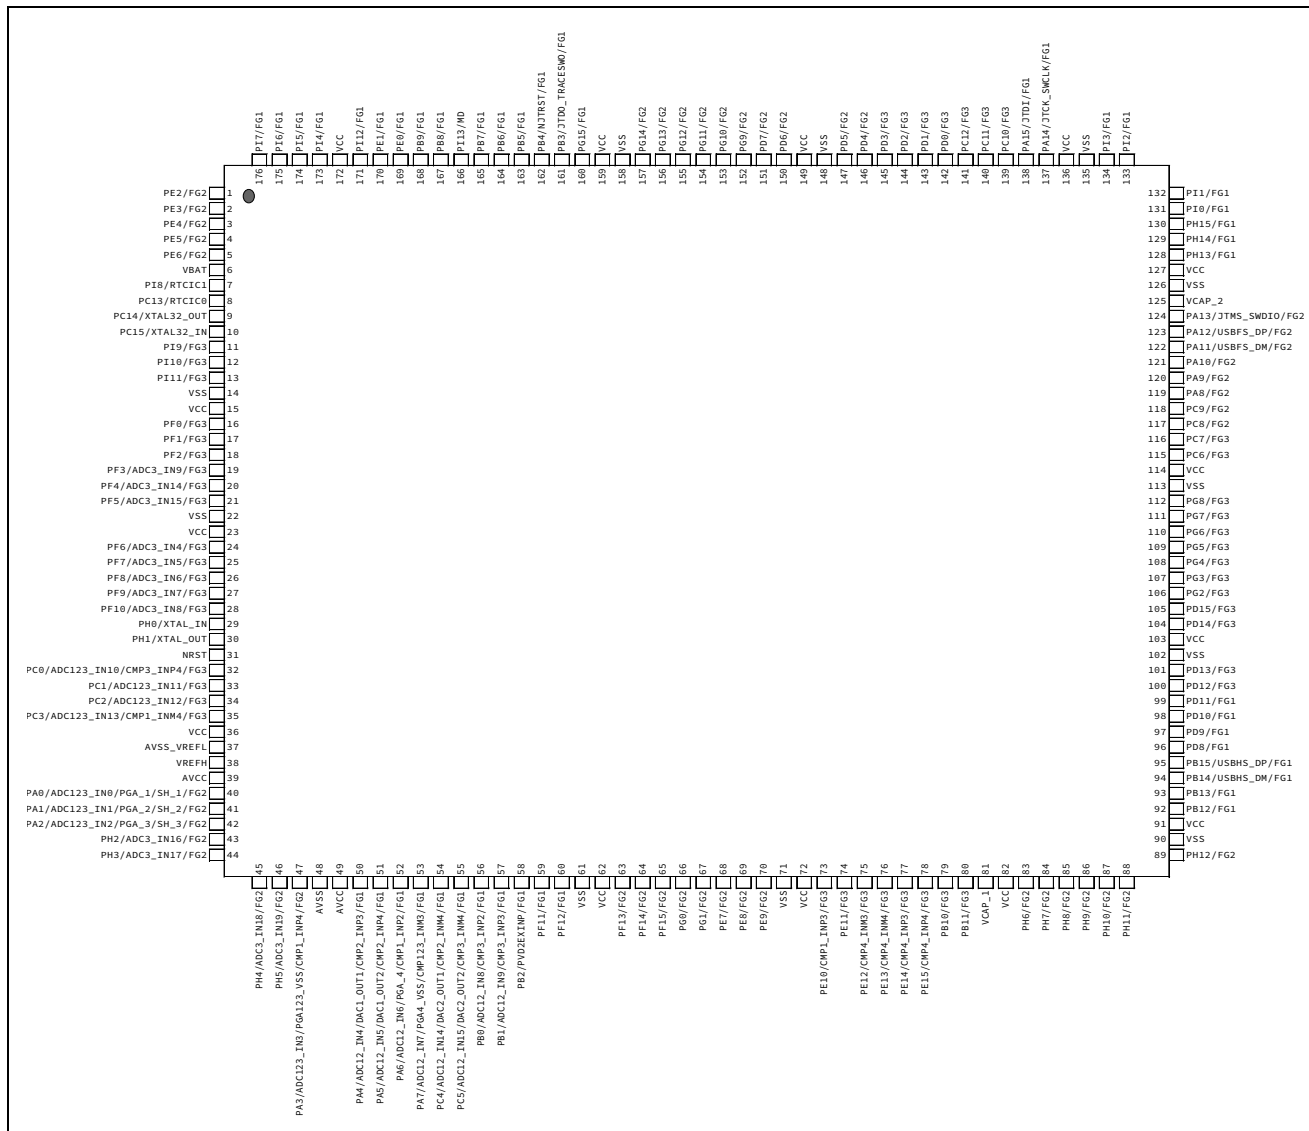 PI7/FG1
PI6/FG1
PI5/FG1
PI4/FG1
VCC
PI12/FG1
PE1/FG1
PE0/FG1
PB9/FG1
PB8/FG1
PI13/MD
PB7/FG1
PB6/FG1
PB5/FG1
PB4/NJTRST/FG1
PB3/JTDO_TRACESWO/FG1
PG15/FG1
VCC
VSS
PG14/FG2
PG13/FG2
PG12/FG2
PG11/FG2
PG10/FG2
PG9/FG2
PD7/FG2
PD6/FG2
VCC
VSS
PD5/FG2
PD4/FG2
PD3/FG3
PD2/FG3
PD1/FG3
PD0/FG3
PC12/FG3
PC11/FG3
PC10/FG3
PA15/JTDI/FG1
PA14/JTCK_SWCLK/FG1
VCC
VSS
PI3/FG1
PI2/FG1
176
175
174
173
172
171
170
169
168
167
166
165
164
163
162
161
160
159
158
157
156
155
154
153
152
151
150
149
148
147
146
145
144
143
142
141
140
139
138
137
136
135
134
133
PE2/FG2 1
PE3/FG2 2
PE4/FG2 3
PE5/FG2 4
PE6/FG2 5
VBAT 6
PI8/RTCIC1 7
PC13/RTCIC0 8
PC14/XTAL32_OUT 9
PC15/XTAL32_IN 10
PI9/FG3 11
PI10/FG3 12
PI11/FG3 13
VSS 14
VCC 15
PF0/FG3 16
PF1/FG3 17
PF2/FG3 18
PF3/ADC3_IN9/FG3 19
PF4/ADC3_IN14/FG3 20
PF5/ADC3_IN15/FG3 21
VSS 22
VCC 23
PF6/ADC3_IN4/FG3 24
PF7/ADC3_IN5/FG3 25
PF8/ADC3_IN6/FG3 26
PF9/ADC3_IN7/FG3 27
PF10/ADC3_IN8/FG3 28
PH0/XTAL_IN 29
PH1/XTAL_OUT 30
NRST 31
PC0/ADC123_IN10/CMP3_INP4/FG3 32
PC1/ADC123_IN11/FG3 33
PC2/ADC123_IN12/FG3 34
PC3/ADC123_IN13/CMP1_INM4/FG3 35
VCC 36
AVSS_VREFL 37
VREFH 38
AVCC 39
PA0/ADC123_IN0/PGA_1/SH_1/FG2 40
PA1/ADC123_IN1/PGA_2/SH_2/FG2 41
PA2/ADC123_IN2/PGA_3/SH_3/FG2 42
PH2/ADC3_IN16/FG2 43
PH3/ADC3_IN17/FG2 44
132 PI1/FG1
131 PI0/FG1
130 PH15/FG1
129 PH14/FG1
128 PH13/FG1
127 VCC
126 VSS
125 VCAP_2
124 PA13/JTMS_SWDIO/FG2
123 PA12/USBFS_DP/FG2
122 PA11/USBFS_DM/FG2
121 PA10/FG2
120 PA9/FG2
119 PA8/FG2
118 PC9/FG2
117 PC8/FG2
116 PC7/FG3
115 PC6/FG3
114 VCC
113 VSS
112 PG8/FG3
111 PG7/FG3
110 PG6/FG3
109 PG5/FG3
108 PG4/FG3
107 PG3/FG3
106 PG2/FG3
105 PD15/FG3
104 PD14/FG3
103 VCC
102 VSS
101 PD13/FG3
100 PD12/FG3
99 PD11/FG1
98 PD10/FG1
97 PD9/FG1
96 PD8/FG1
95 PB15/USBHS_DP/FG1
94 PB14/USBHS_DM/FG1
93 PB13/FG1
92 PB12/FG1
91 VCC
90 VSS
89 PH12/FG2
45
46
47
48
49
50
51
52
53
54
55
56
57
58
59
60
61
62
63
64
65
66
67
68
69
70
71
72
73
74
75
76
77
78
79
80
81
82
83
84
85
86
87
88
PH4/ADC3_IN18/FG2
PH5/ADC3_IN19/FG2
PA3/ADC123_IN3/PGA123_VSS/CMP1_INP4/FG2
AVSS
AVCC
PA4/ADC12_IN4/DAC1_OUT1/CMP2_INP3/FG1
PA5/ADC12_IN5/DAC1_OUT2/CMP2_INP4/FG1
PA6/ADC12_IN6/PGA_4/CMP1_INP2/FG1
PA7/ADC12_IN7/PGA4_VSS/CMP123_INM3/FG1
PC4/ADC12_IN14/DAC2_OUT1/CMP2_INM4/FG1
PC5/ADC12_IN15/DAC2_OUT2/CMP3_INM4/FG1
PB0/ADC12_IN8/CMP3_INP2/FG1
PB1/ADC12_IN9/CMP3_INP3/FG1
PB2/PVD2EXINP/FG1
PF11/FG1
PF12/FG1
VSS
VCC
PF13/FG2
PF14/FG2
PF15/FG2
PG0/FG2
PG1/FG2
PE7/FG2
PE8/FG2
PE9/FG2
VSS
VCC
PE10/CMP1_INP3/FG3
PE11/FG3
PE12/CMP4_INM3/FG3
PE13/CMP4_INM4/FG3
PE14/CMP4_INP3/FG3
PE15/CMP4_INP4/FG3
PB10/FG3
PB11/FG3
VCAP_1
VCC
PH6/FG2
PH7/FG2
PH8/FG2
PH9/FG2
PH10/FG2
PH11/FG2